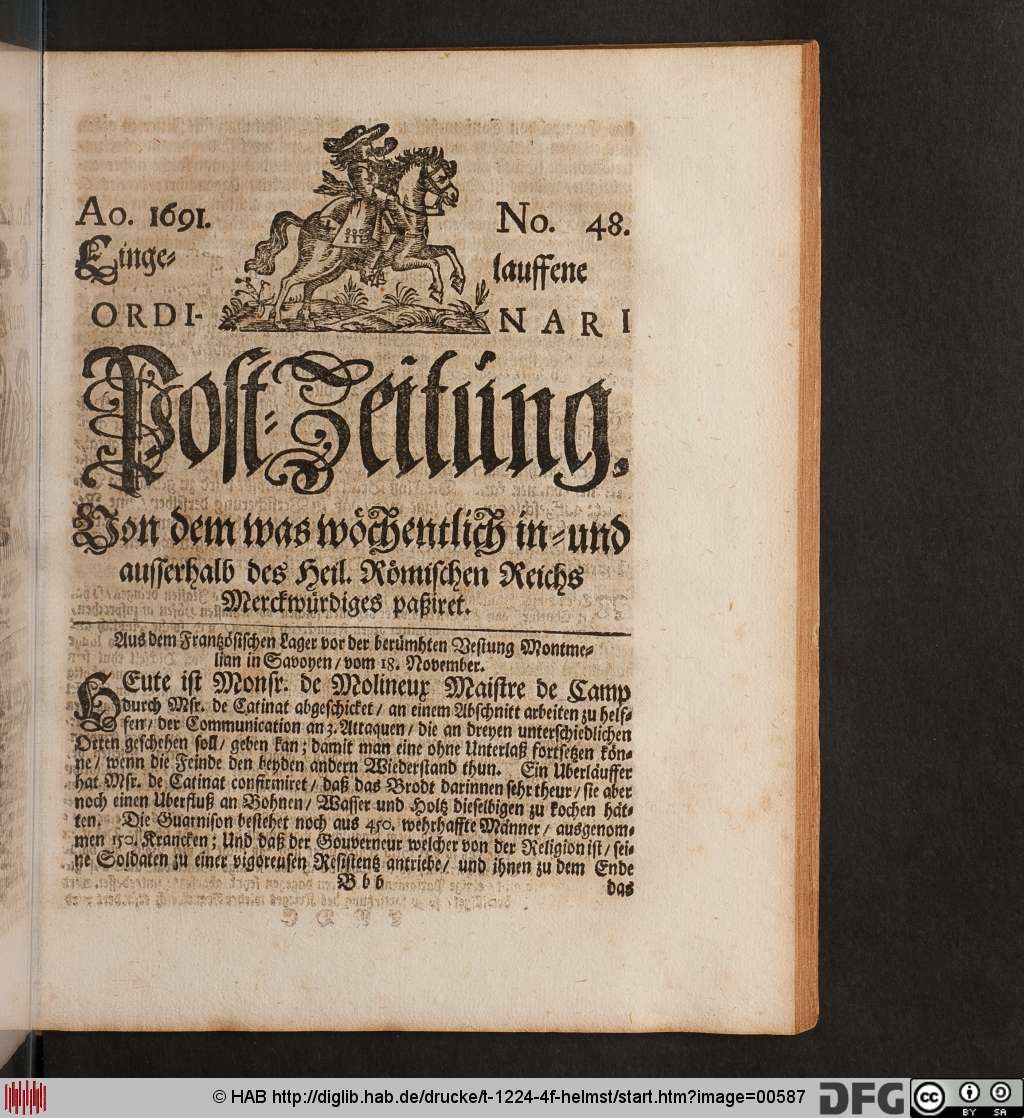 Ao. 1691. No. 48.
Einge- lauffene
ORDI- NARI
Post-Zeitung.
Von dem was wöchentlich in- und
ausserhalb des Heil. Römischen Reichs
Merckwürdiges paßiret.
Aus dem Frantzösischen Lager vor der berümbten Vestung Montme-
lian in Savoyen / vom 18. November.
HEute ist Monsr. de Molineux Maistre de Camp
durch Msr. de Catinat abgeschicket / an einem Abschnitt arbeiten zu helf-
fen / der Communication an 3. Attaquen / die an dreyen unterschiedlichen
Orten geschehen soll / geben kan; damit man eine ohne Unterlaß fortsetzen kön-
ne / wenn die Feinde den beyden andern Wiederstand thun. Ein Uberläuffer
hat Msr. de Catinat confirmiret / daß das Brodt darinnen sehr theur / sie aber
noch einen Uberfluß an Bohnen / Wasser und Holtz dieselbigen zu kochen hät-
ten. Die Guarnison bestehet noch aus 450. wehrhaffte Männer / ausgenom-
men 150. Krancken; Und daß der Gouverneur welcher von der Religion ist / sei-
ne Soldaten zu einer vigoreusen Resistentz antriebe / und ihnen zu dem Ende
Bbb das
© HAB http://diglib.hab.de/drucke/t-1224-4f-helmst/start.htm?image=00587
DFG
cc BY SA